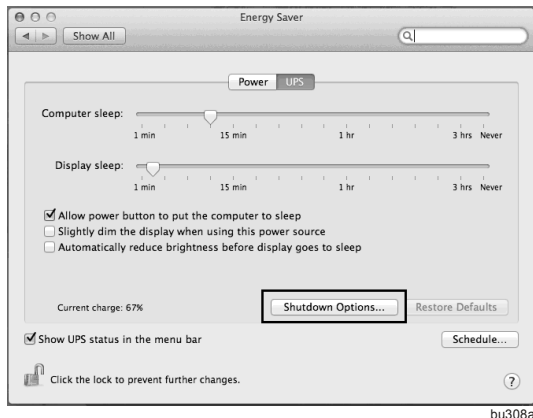 Energy Saver
Show All
Power UPS
Computer sleep:
1 min 15 min 1 hr 3 hrs Never
Display sleep:
1 min 15 min 1 hr 3 hrs Never
Allow power button to put the computer to sleep
Slightly dim the display when using this power source
Automatically reduce brightness before display goes to sleep
Current charge: 67% Shutdown Options... Restore Defaults
Show UPS status in the menu bar Schedule...
Click the lock to prevent further changes. ?
bu308a